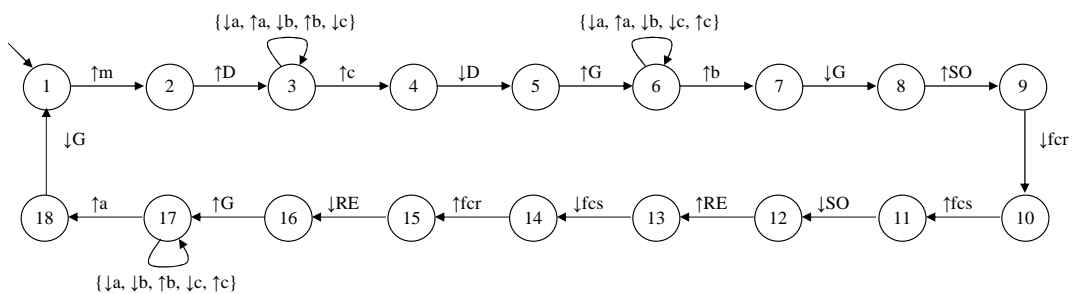 {↓a, ↑a, ↓b, ↑b, ↓c} {↓a, ↑a, ↓b, ↓c, ↑c}
1 ↑m 2 ↑D 3 ↑c 4 ↓D 5 ↑G 6 ↑b 7 ↓G 8 ↑SO 9
↓G ↓fcr
18 ↑a 17 ↑G 16 ↓RE 15 ↑fcr 14 ↓fcs 13 ↑RE 12 ↓SO 11 ↑fcs 10
{↓a, ↓b, ↑b, ↓c, ↑c}